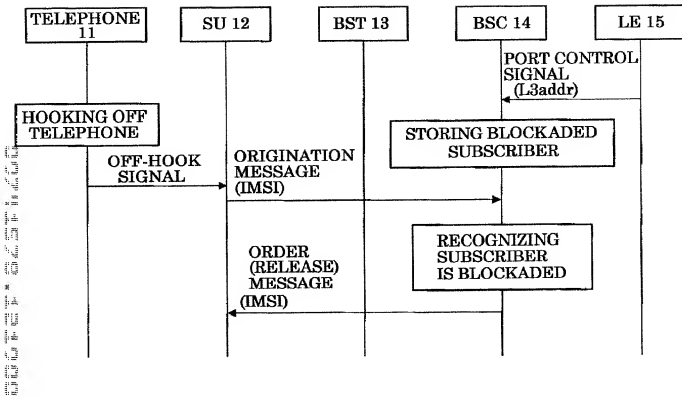 TELEPHONE
11
SU 12
BST 13
BSC 14
LE 15
PORT CONTROL
SIGNAL
(L3addr)
HOOKING OFF
TELEPHONE
STORING BLOCKADED
SUBSCRIBER
OFF-HOOK
SIGNAL
ORIGINATION
MESSAGE
(IMSI)
RECOGNIZING
SUBSCRIBER
IS BLOCKADED
ORDER
(RELEASE)
MESSAGE
(IMSI)